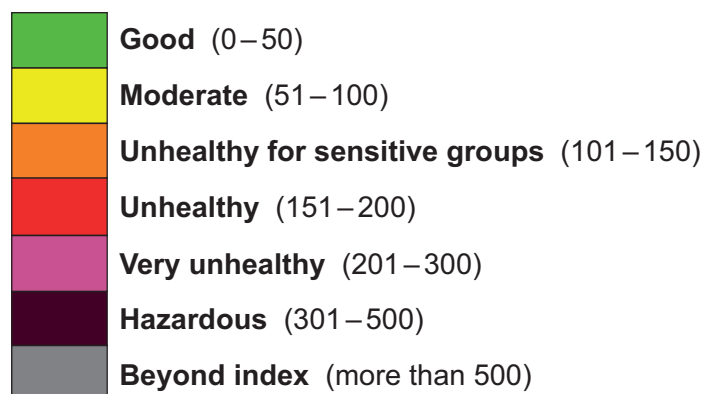 Good (0–50)
Moderate (51–100)
Unhealthy for sensitive groups (101–150)
Unhealthy (151–200)
Very unhealthy (201–300)
Hazardous (301–500)
Beyond index (more than 500)